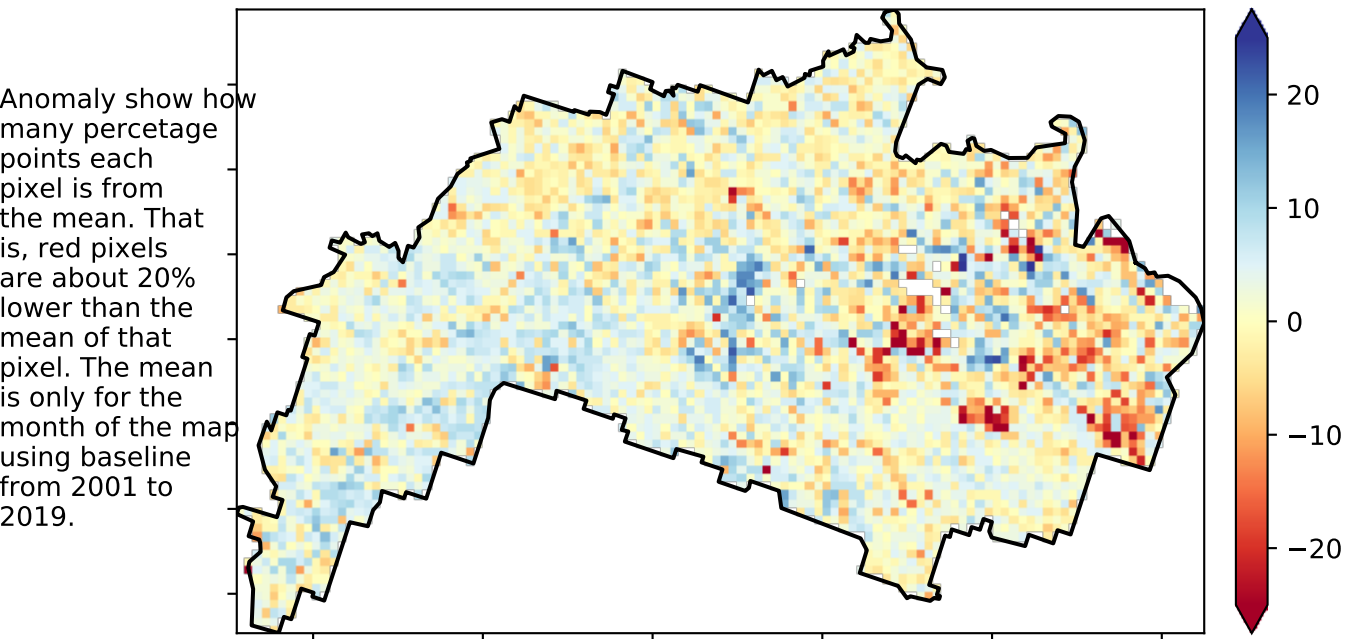 Anomaly show how
many percetage
points each
pixel is from
the mean. That
is, red pixels
are about 20%
lower than the
mean of that
pixel. The mean
is only for the
month of the map
using baseline
from 2001 to
2019.
20
10
0
−10
−20